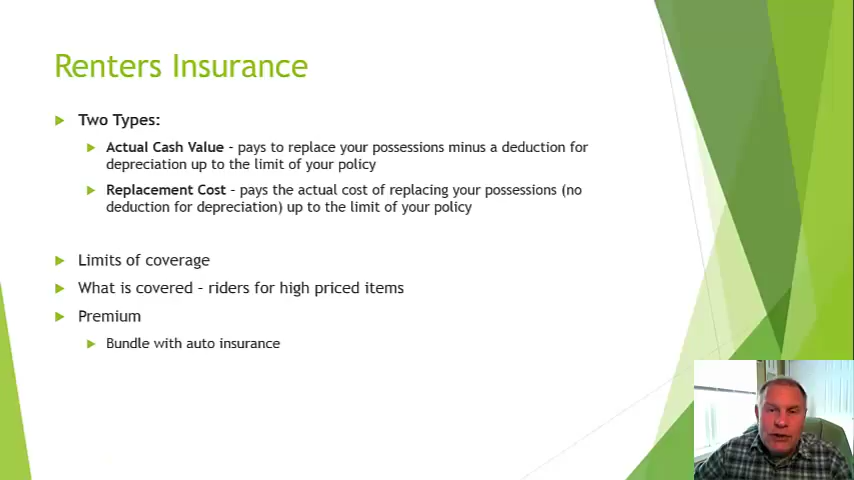 Renters Insurance
Two Types:
Actual Cash Value – pays to replace your possessions minus a deduction for
depreciation up to the limit of your policy
Replacement Cost – pays the actual cost of replacing your possessions (no
deduction for depreciation) up to the limit of your policy
Limits of coverage
What is covered – riders for high priced items
Premium
Bundle with auto insurance